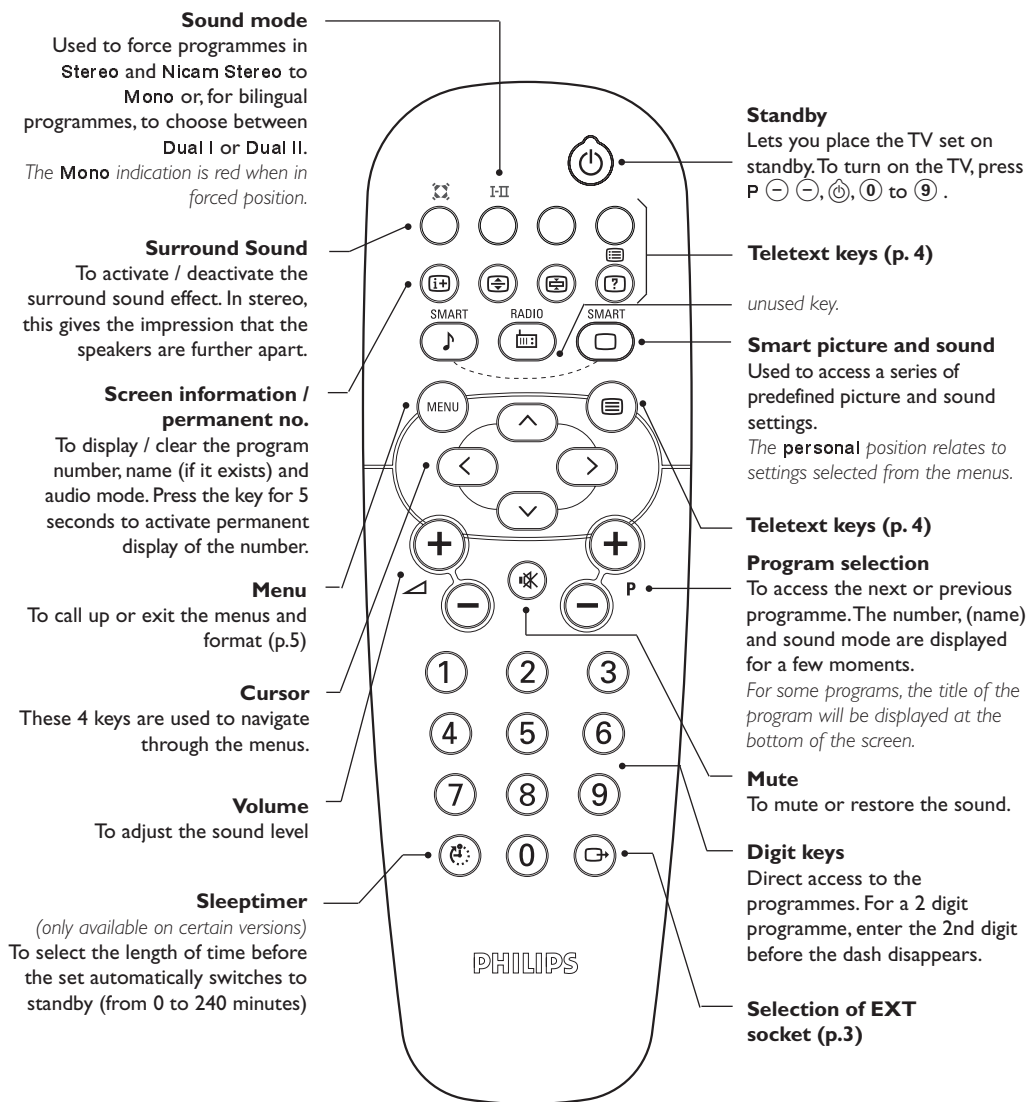 Sound mode
Used to force programmes in
Stereo and Nicam Stereo to
Mono or, for bilingual
programmes, to choose between
Dual I or Dual II.
The Mono indication is red when in
forced position.
Surround Sound
To activate / deactivate the
surround sound effect. In stereo,
this gives the impression that the
speakers are further apart.
Screen information /
permanent no.
To display / clear the program
number, name (if it exists) and
audio mode. Press the key for 5
seconds to activate permanent
display of the number.
Menu
To call up or exit the menus and
format (p.5)
Cursor
These 4 keys are used to navigate
through the menus.
Volume
To adjust the sound level
Sleeptimer
(only available on certain versions)
To select the length of time before
the set automatically switches to
standby (from 0 to 240 minutes)
I-II
i+
?
SMART
RADIO
SMART
MENU
+
+
P
−
−
1
2
3
4
5
6
7
8
9
0
PHILIPS
Standby
Lets you place the TV set on
standby. To turn on the TV, press
P − −, ⏻, 0 to 9 .
Teletext keys (p. 4)
unused key.
Smart picture and sound
Used to access a series of
predefined picture and sound
settings.
The personal position relates to
settings selected from the menus.
Teletext keys (p. 4)
Program selection
To access the next or previous
programme. The number, (name)
and sound mode are displayed
for a few moments.
For some programs, the title of the
program will be displayed at the
bottom of the screen.
Mute
To mute or restore the sound.
Digit keys
Direct access to the
programmes. For a 2 digit
programme, enter the 2nd digit
before the dash disappears.
Selection of EXT
socket (p.3)